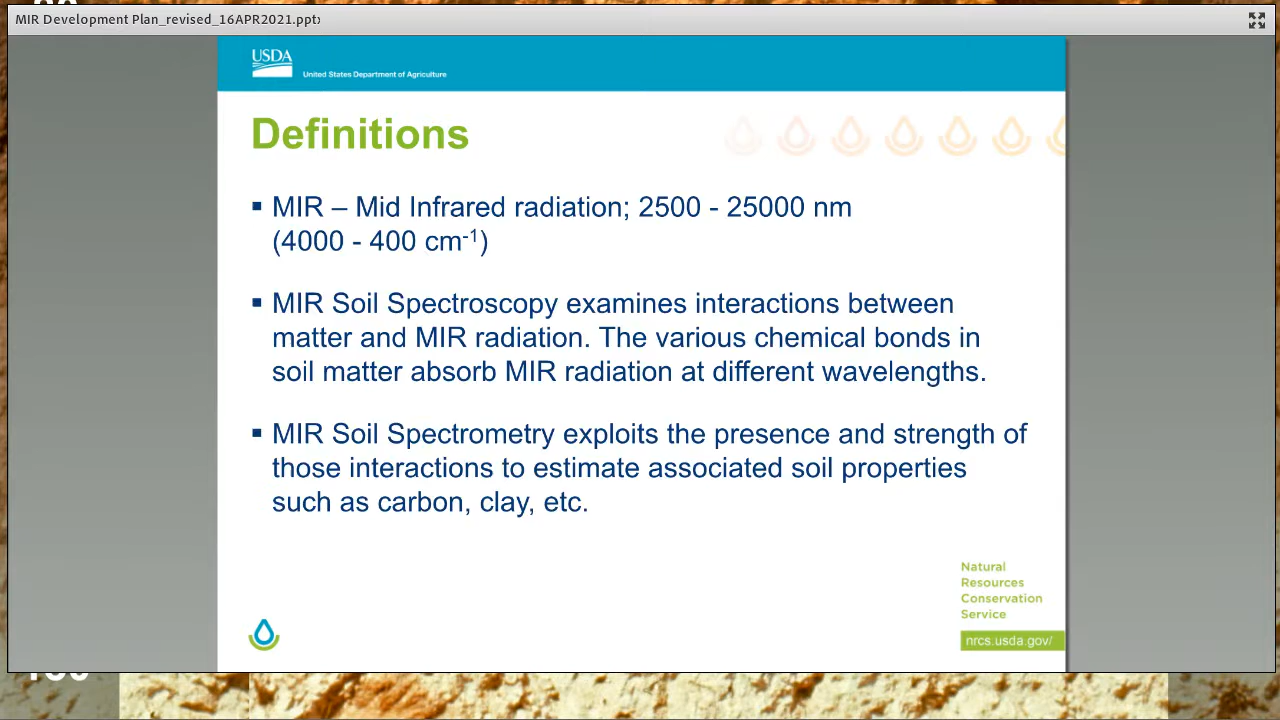 MIR Development Plan_revised_16APR2021.pptx
USDA
United States Department of Agriculture
Definitions
▪ MIR – Mid Infrared radiation; 2500 - 25000 nm
(4000 - 400 cm⁻¹)
▪ MIR Soil Spectroscopy examines interactions between
matter and MIR radiation. The various chemical bonds in
soil matter absorb MIR radiation at different wavelengths.
▪ MIR Soil Spectrometry exploits the presence and strength of
those interactions to estimate associated soil properties
such as carbon, clay, etc.
Natural
Resources
Conservation
Service
nrcs.usda.gov/